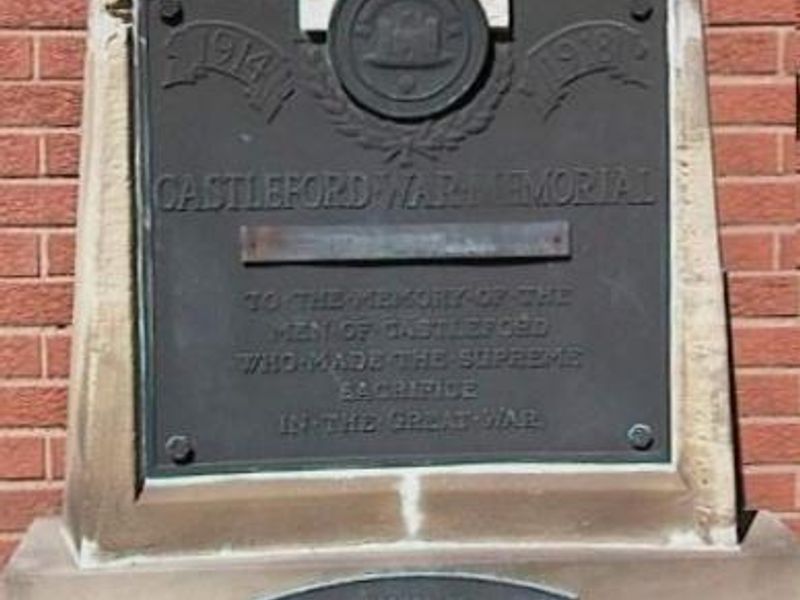 1914 1918
CASTLEFORD·WAR·MEMORIAL
TO·THE·MEMORY·OF·THE
MEN·OF·CASTLEFORD
WHO·MADE·THE·SUPREME
SACRIFICE
IN·THE·GREAT·WAR